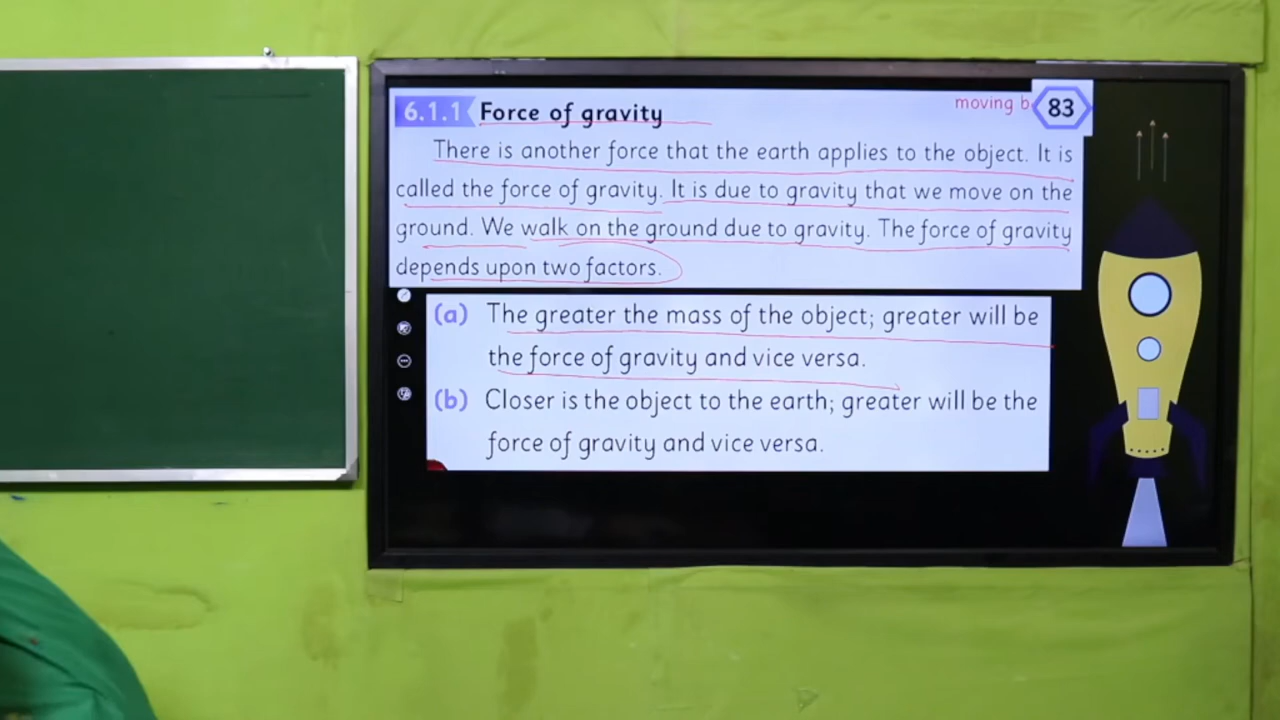 6.1.1 Force of gravity
moving b
83
There is another force that the earth applies to the object. It is
called the force of gravity. It is due to gravity that we move on the
ground. We walk on the ground due to gravity. The force of gravity
depends upon two factors.
(a) The greater the mass of the object; greater will be
the force of gravity and vice versa.
(b) Closer is the object to the earth; greater will be the
force of gravity and vice versa.